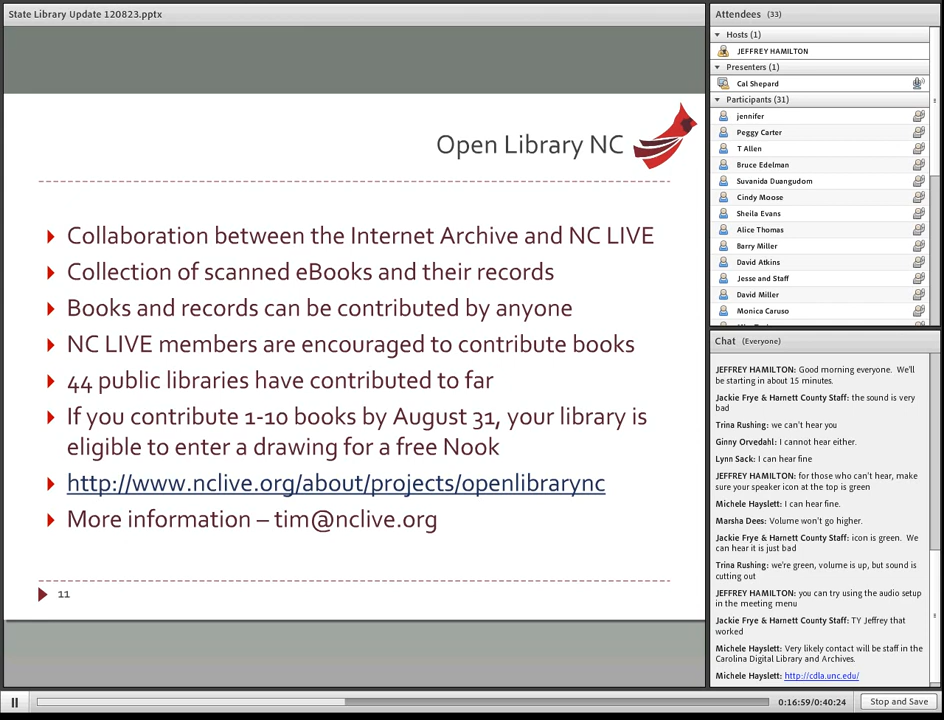 State Library Update 120823.pptx
Open Library NC
Collaboration between the Internet Archive and NC LIVE
Collection of scanned eBooks and their records
Books and records can be contributed by anyone
NC LIVE members are encouraged to contribute books
44 public libraries have contributed to far
If you contribute 1-10 books by August 31, your library is
eligible to enter a drawing for a free Nook
http://www.nclive.org/about/projects/openlibrarync
More information – tim@nclive.org
11
Attendees (33)
Hosts (1)
JEFFREY HAMILTON
Presenters (1)
Cal Shepard
Participants (31)
jennifer
Peggy Carter
T Allen
Bruce Edelman
Suvanida Duangudom
Cindy Moose
Sheila Evans
Alice Thomas
Barry Miller
David Atkins
Jesse and Staff
David Miller
Monica Caruso
Chat (Everyone)
JEFFREY HAMILTON: Good morning everyone. We'll
be starting in about 15 minutes.
Jackie Frye & Harnett County Staff: the sound is very
bad
Trina Rushing: we can't hear you
Ginny Orvedahl: I cannot hear either.
Lynn Sack: I can hear fine
JEFFREY HAMILTON: for those who can't hear, make
sure your speaker icon at the top is green
Michele Hayslett: I can hear fine.
Marsha Dees: Volume won't go higher.
Jackie Frye & Harnett County Staff: icon is green. We
can hear it is just bad
Trina Rushing: we're green, volume is up, but sound is
cutting out
JEFFREY HAMILTON: you can try using the audio setup
in the meeting menu
Jackie Frye & Harnett County Staff: TY Jeffrey that
worked
Michele Hayslett: Very likely contact will be staff in the
Carolina Digital Library and Archives.
Michele Hayslett: http://cdla.unc.edu/
0:16:59/0:40:24
Stop and Save